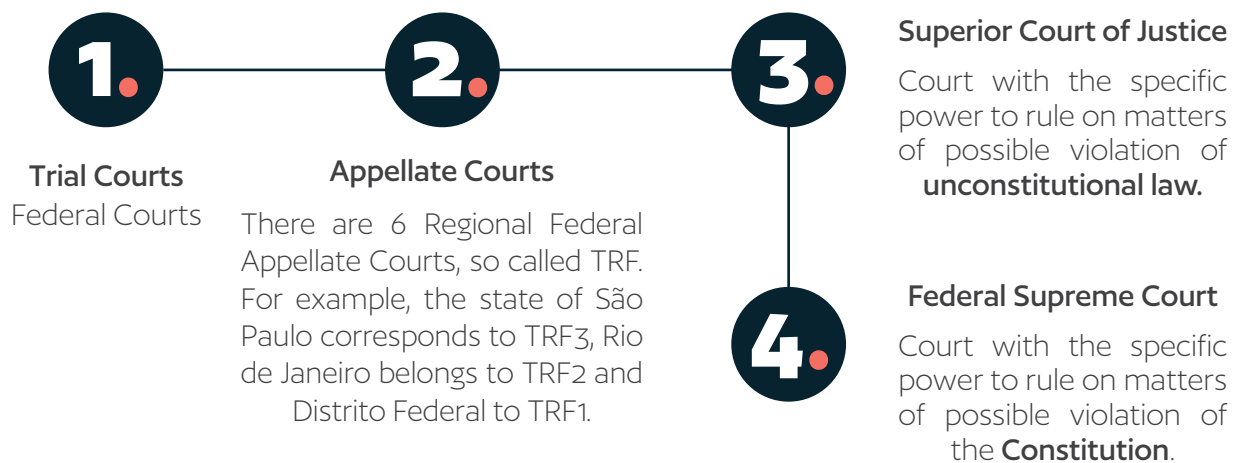 1.
Trial Courts
Federal Courts
2.
Appellate Courts
There are 6 Regional Federal
Appellate Courts, so called TRF.
For example, the state of São
Paulo corresponds to TRF3, Rio
de Janeiro belongs to TRF2 and
Distrito Federal to TRF1.
3.
Superior Court of Justice
Court with the specific
power to rule on matters
of possible violation of
unconstitutional law.
4.
Federal Supreme Court
Court with the specific
power to rule on matters
of possible violation of
the Constitution.